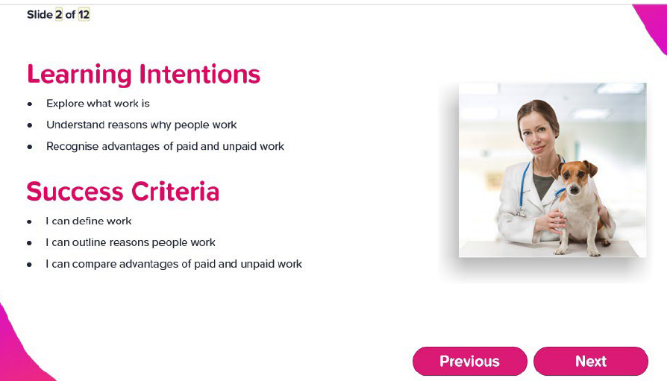 Slide 2 of 12
Learning Intentions
• Explore what work is
• Understand reasons why people work
• Recognise advantages of paid and unpaid work
Success Criteria
• I can define work
• I can outline reasons people work
• I can compare advantages of paid and unpaid work
Previous
Next